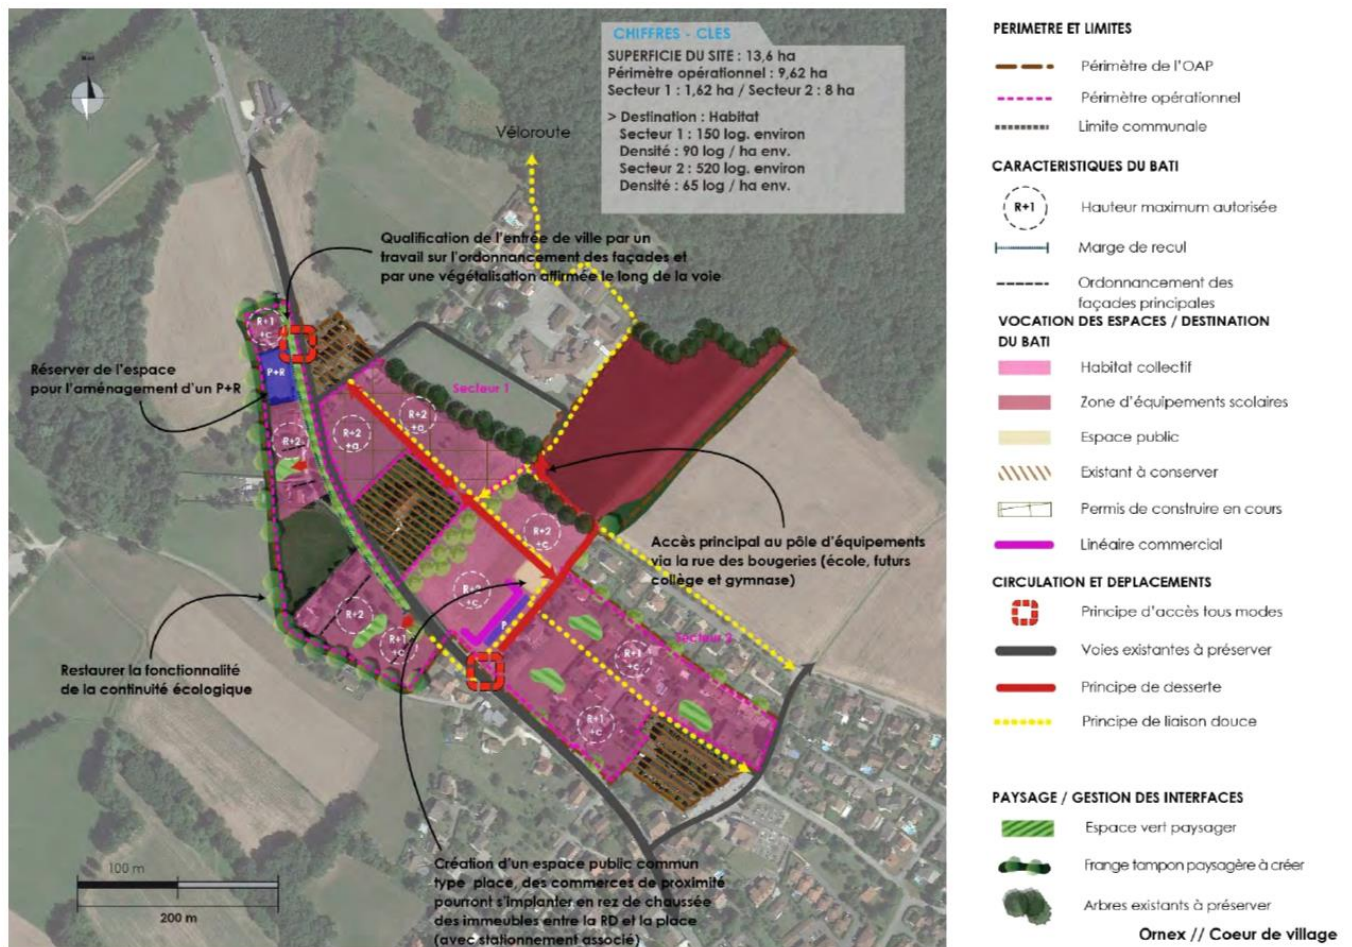 CHIFFRES - CLES
SUPERFICIE DU SITE : 13,6 ha
Périmètre opérationnel : 9,62 ha
Secteur 1 : 1,62 ha / Secteur 2 : 8 ha
> Destination : Habitat
Secteur 1 : 150 log. environ
Densité : 90 log / ha env.
Secteur 2 : 520 log. environ
Densité : 65 log / ha env.
Véloroute
Qualification de l'entrée de ville par un
travail sur l'ordonnancement des façades et
par une végétalisation affirmée le long de la voie
R+1
+c
Réserver de l'espace
pour l'aménagement d'un P+R
P+R
Secteur 1
R+2
+a
R+2
+a
R+2
R+2
+c
Accès principal au pôle d'équipements
via la rue des bougeries (école, futurs
collège et gymnase)
R+2
+c
P
R+2
R+1
+c
Secteur 2
R+1
+c
R+1
+c
Restaurer la fonctionnalité
de la continuité écologique
Création d'un espace public commun
type place, des commerces de proximité
pourront s'implanter en rez de chaussée
des immeubles entre la RD et la place
(avec stationnement associé)
100 m
200 m
PERIMETRE ET LIMITES
Périmètre de l'OAP
Périmètre opérationnel
Limite communale
CARACTERISTIQUES DU BATI
R+1
Hauteur maximum autorisée
Marge de recul
Ordonnancement des
façades principales
VOCATION DES ESPACES / DESTINATION
DU BATI
Habitat collectif
Zone d'équipements scolaires
Espace public
Existant à conserver
Permis de construire en cours
Linéaire commercial
CIRCULATION ET DEPLACEMENTS
Principe d'accès tous modes
Voies existantes à préserver
Principe de desserte
Principe de liaison douce
PAYSAGE / GESTION DES INTERFACES
Espace vert paysager
Frange tampon paysagère à créer
Arbres existants à préserver
Ornex // Coeur de village